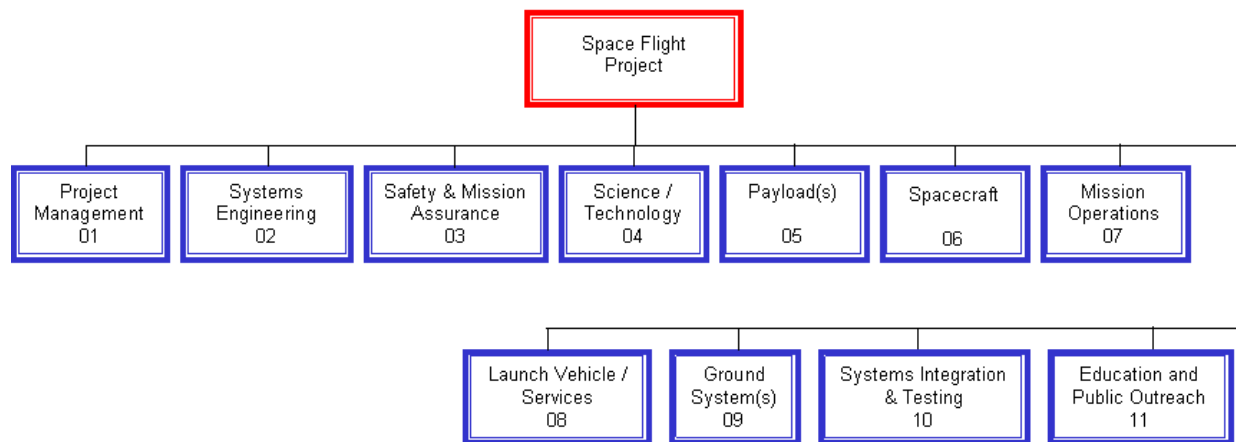 Space Flight
Project
Project
Management
01
Systems
Engineering
02
Safety & Mission
Assurance
03
Science /
Technology
04
Payload(s)
05
Spacecraft
06
Mission
Operations
07
Launch Vehicle /
Services
08
Ground
System(s)
09
Systems Integration
& Testing
10
Education and
Public Outreach
11